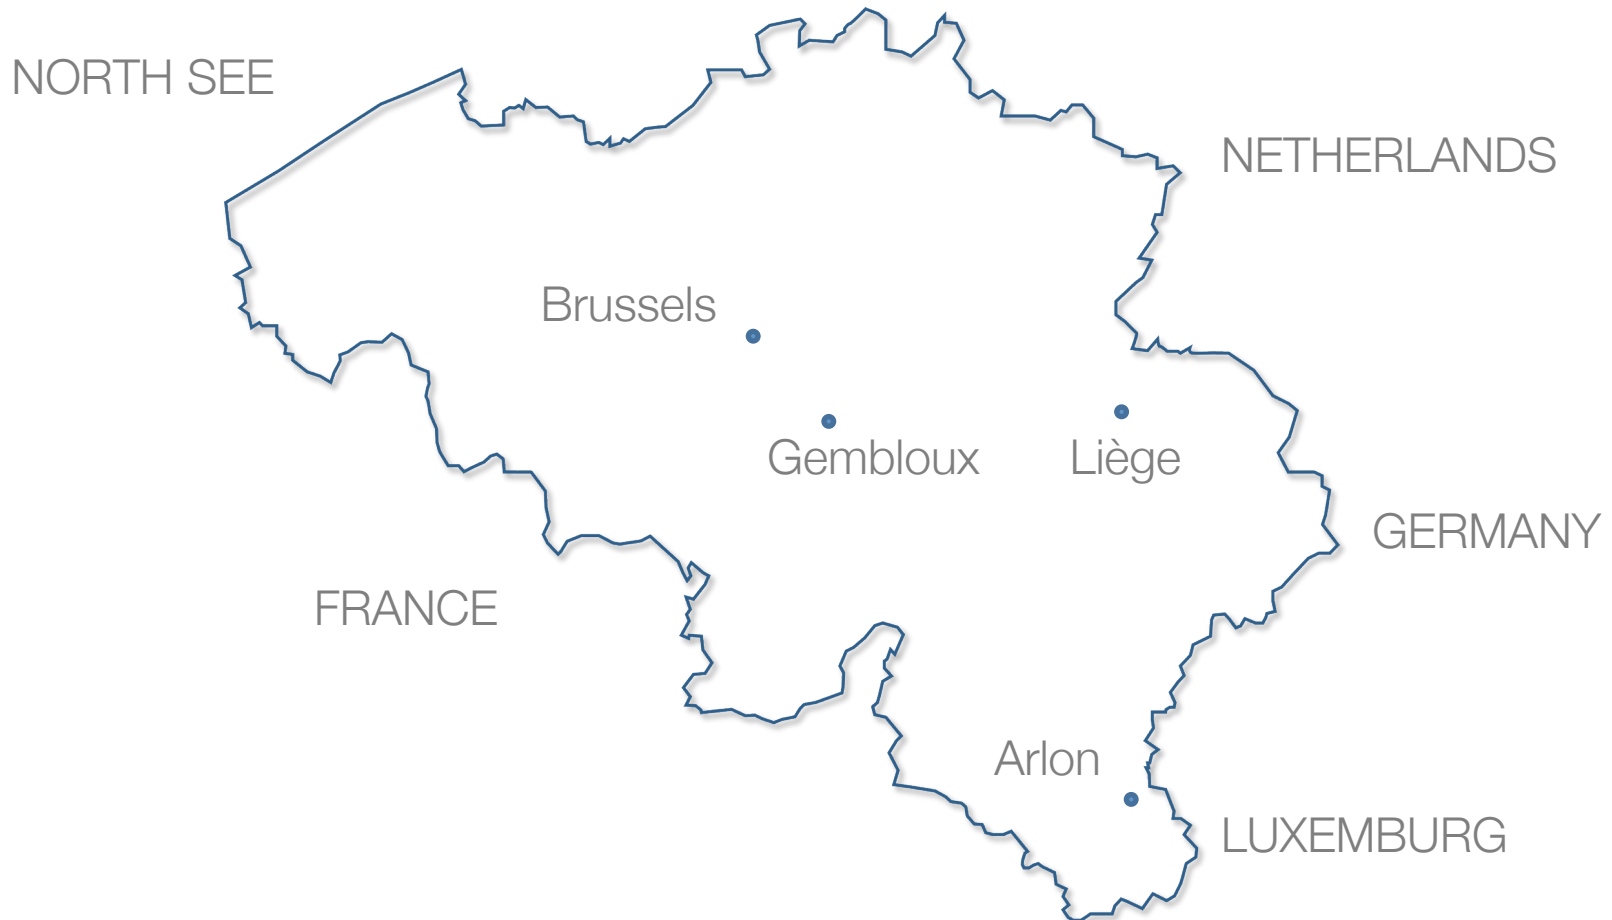 NORTH SEE
NETHERLANDS
Brussels
Gembloux
Liège
GERMANY
FRANCE
Arlon
LUXEMBURG